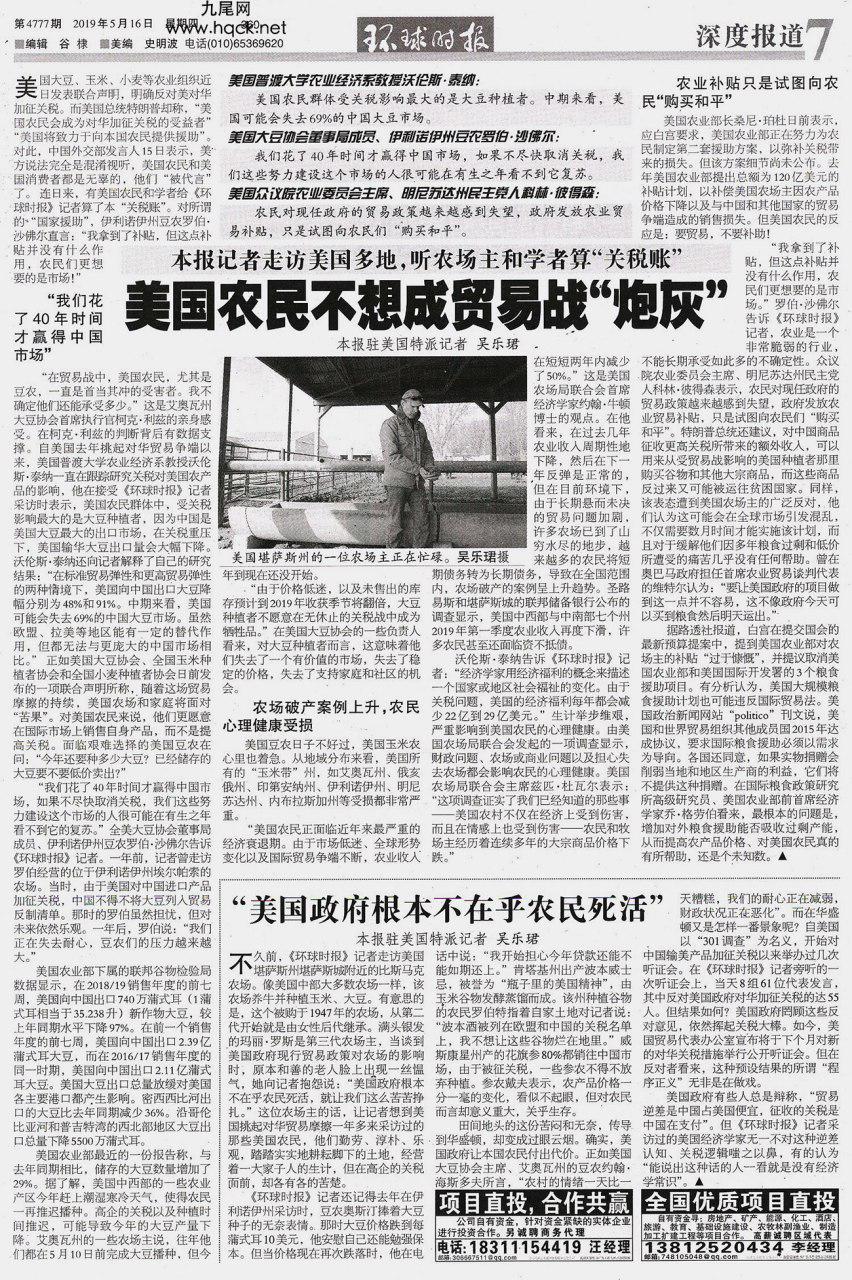 九尾网
www.hqck.net
第4777期 2019年5月16日 星期四
■编辑 谷棣 ■美编 史明波 电话(010)65369620
环球时报
深度报道 7
美国大豆、玉米、小麦等农业组织近
日发表联合声明，明确反对美对华
加征关税。而美国总统特朗普却称，“美
国农民会成为对华加征关税的受益者”
“美国将致力于向本国农民提供援助”。
对此，中国外交部发言人15日表示，美
方说法完全是混淆视听，美国农民和美
国消费者都是无辜的，他们“被代言”
了。连日来，有美国农民和学者给《环
球时报》记者算了本“关税账”。对所谓
的“国家援助”，伊利诺伊州豆农罗伯·
沙佛尔直言：“我拿到了补贴，但这点补
贴并没有什么作
用，农民们更想要
的是市场！”
“我们花
了40年时间
才赢得中国
市场”
“在贸易战中，美国农民，尤其是
豆农，一直是首当其冲的受害者。我不
确定他们还能承受多少。”这是艾奥瓦州
大豆协会首席执行官柯克·利兹的亲身感
受。在柯克·利兹的判断背后有数据支
撑。自美国去年挑起对华贸易争端以
来，美国普渡大学农业经济系教授沃伦
斯·泰纳一直在跟踪研究关税对美国农产
品的影响，他在接受《环球时报》记者
采访时表示，美国农民群体中，受关税
影响最大的是大豆种植者，因为中国是
美国大豆最大的出口市场，在关税重压
下，美国输华大豆出口量会大幅下降。
沃伦斯·泰纳还向记者解释了自己的研究
结果：“在标准贸易弹性和更高贸易弹性
的两种情境下，美国向中国出口大豆降
幅分别为48%和91%。中期来看，美国
可能会失去69%的中国大豆市场。虽然
欧盟、拉美等地区能有一定的替代作
用，但都无法与更庞大的中国市场相
比。” 正如美国大豆协会、全国玉米种
植者协会和全国小麦种植者协会日前发
布的一项联合声明所称，随着这场贸易
摩擦的持续，美国农场和家庭将面对
“苦果”。对美国农民来说，他们更愿意
在国际市场上销售自身产品，而不是提
高关税。面临艰难选择的美国豆农在
问：“今年还要种多少大豆？已经储存的
大豆要不要低价卖出？”
“我们花了40年时间才赢得中国市
场，如果不尽快取消关税，我们这些努
力建设这个市场的人很可能在有生之年
看不到它的复苏。”全美大豆协会董事局
成员、伊利诺伊州豆农罗伯·沙佛尔告诉
《环球时报》记者。一年前，记者曾走访
罗伯经营的位于伊利诺伊州埃尔帕索的
农场。当时，由于美国对中国进口产品
加征关税，中国不得不将大豆列入贸易
反制清单。那时的罗伯虽然担忧，但对
未来依然乐观。一年后，罗伯说：“我们
正在失去耐心，豆农们的压力越来越
大。”
美国农业部下属的联邦谷物检验局
数据显示，在2018/19销售年度的前七
周，美国向中国出口740万蒲式耳（1蒲
式耳相当于35.238升）新作物大豆，较
上年同期水平下降97%。在前一个销售
年度的前七周，美国向中国出口2.39亿
蒲式耳大豆，而在2016/17销售年度的
同一时期，美国向中国出口2.11亿蒲式
耳大豆。美国大豆出口总量放缓对美国
各主要港口都产生影响。密西西比河出
口的大豆比去年同期减少36%。沿哥伦
比亚河和普吉特湾的西北部地区大豆出
口总量下降5500万蒲式耳。
美国农业部最近的一份报告称，与
去年同期相比，储存的大豆数量增加了
29%。据了解，美国中西部的一些农业
产区今年赶上潮湿寒冷天气，使得农民
一再推迟播种。高企的关税以及种植时
间推迟，可能导致今年的大豆产量下
降。艾奥瓦州的一些农场主说，往年他
们都在5月10日前完成大豆播种，但今
美国普渡大学农业经济系教授沃伦斯·泰纳：
美国农民群体受关税影响最大的是大豆种植者。中期来看，美
国可能会失去69%的中国大豆市场。
美国大豆协会董事局成员、伊利诺伊州豆农罗伯·沙佛尔：
我们花了40年时间才赢得中国市场，如果不尽快取消关税，我
们这些努力建设这个市场的人很可能在有生之年看不到它复苏。
美国众议院农业委员会主席、明尼苏达州民主党人科林·彼得森：
农民对现任政府的贸易政策越来越感到失望，政府发放农业贸
易补贴，只是试图向农民们“购买和平”。
本报记者走访美国多地，听农场主和学者算“关税账”
美国农民不想成贸易战“炮灰”
本报驻美国特派记者 吴乐珺
美国堪萨斯州的一位农场主正在忙碌。吴乐珺摄
年到现在还没开始。
“由于价格低迷，以及未售出的库
存预计到2019年收获季节将翻倍，大豆
种植者不愿意在无休止的关税战中成为
牺牲品。”在美国大豆协会的一些负责人
看来，对大豆种植者而言，这意味着他
们失去了一个有价值的市场，失去了稳
定的价格，失去了支持家庭和社区的机
会。
农场破产案例上升，农民
心理健康受损
美国豆农日子不好过，美国玉米农
心里也着急。从地域分布来看，美国所
有的“玉米带”州，如艾奥瓦州、俄亥
俄州、印第安纳州、伊利诺伊州、明尼
苏达州、内布拉斯加州等受损都非常严
重。
“美国农民正面临近年来最严重的
经济衰退期。由于市场低迷、全球形势
变化以及国际贸易争端不断，农业收入
在短短两年内减少
了50%。”这是美国
农场局联合会首席
经济学家约翰·牛顿
博士的观点。在他
看来，在过去几年
农业收入周期性地
下降，然后在下一
年反弹是正常的，
但在目前环境下，
由于长期悬而未决
的贸易问题加剧，
许多农场已到了山
穷水尽的地步，越
来越多的农民将短
期债务转为长期债务，导致在全国范围
内，农场破产的案例呈上升趋势。圣路
易斯和堪萨斯城的联邦储备银行公布的
调查显示，美国中西部与中南部七个州
2019年第一季度农业收入再度下滑，许
多农民甚至还面临资不抵债。
沃伦斯·泰纳告诉《环球时报》记
者：“经济学家用经济福利的概念来描述
一个国家或地区社会福祉的变化。由于
关税问题，美国的经济福利每年都会减
少22亿到29亿美元。”生计举步维艰，
严重影响到美国农民的心理健康。由美
国农场局联合会发起的一项调查显示，
财政问题、农场或商业问题以及担心失
去农场都会影响农民的心理健康。美国
农场局联合会主席兹匹·杜瓦尔表示：
“这项调查证实了我们已经知道的那些事
——美国农村不仅在经济上受到伤害，
而且在情感上也受到伤害——农民和牧
场主经历着连续多年的大宗商品价格下
跌。”
农业补贴只是试图向农
民“购买和平”
美国农业部长桑尼·珀杜日前表示，
应白宫要求，美国农业部正在努力为农
民制定第二套援助方案，以弥补关税带
来的损失。但该方案细节尚未公布。去
年美国农业部提出总额为120亿美元的
补贴计划，以补偿美国农场主因农产品
价格下降以及与中国和其他国家的贸易
争端造成的销售损失。但美国农民的反
应是：要贸易，不要补助！
“我拿到了补
贴，但这点补贴并
没有什么作用，农
民们更想要的是市
场。”罗伯·沙佛尔
告诉《环球时报》
记者，农业是一个
非常脆弱的行业，
不能长期承受如此多的不确定性。众议
院农业委员会主席、明尼苏达州民主党
人科林·彼得森表示，农民对现任政府的
贸易政策越来越感到失望，政府发放农
业贸易补贴，只是试图向农民们“购买
和平”。特朗普总统还建议，对中国商品
征收更高关税所带来的额外收入，可以
用来从受贸易战影响的美国种植者那里
购买谷物和其他大宗商品，而这些商品
反过来又可能被运往贫困国家。同样，
该表态遭到美国农场主的广泛反对，他
们认为这可能会在全球市场引发混乱，
不仅需要数月时间才能实施该计划，而
且对于缓解他们因多年粮食过剩和低价
所遭受的痛苦几乎没有任何帮助。曾在
奥巴马政府担任首席农业贸易谈判代表
的维特尔认为：“要让美国政府的项目做
到这一点并不容易，这不像政府今天可
以买到粮食然后明天运出。”
据路透社报道，白宫在提交国会的
最新预算提案中，提到美国农业部对农
场主的补贴“过于慷慨”，并提议取消美
国农业部和美国国际开发署的3个粮食
援助项目。有分析认为，美国大规模粮
食援助计划也可能违反国际贸易法。美
国政治新闻网站“politico”刊文说，美
国和世界贸易组织其他成员国2015年达
成协议，要求国际粮食援助必须以需求
为导向。各国还同意，如果实物捐赠会
削弱当地和地区生产商的利益，它们将
不提供这种捐赠。在国际粮食政策研究
所高级研究员、美国农业部前首席经济
学家乔·格劳伯看来，最根本的问题是，
增加对外粮食援助能否吸收过剩产能，
从而提高农产品价格、对美国农民真的
有所帮助，还是个未知数。▲
“美国政府根本不在乎农民死活”
本报驻美国特派记者 吴乐珺
不久前，《环球时报》记者走访美国
堪萨斯州堪萨斯城附近的比斯马克
农场。像美国中部大多数农场一样，该
农场养牛并种植玉米、大豆。有意思的
是，这个被购于1947年的农场，从第二
代开始就是由女性后代继承。满头银发
的玛丽·罗斯是第三代农场主，当谈到
美国政府现行贸易政策对农场的影响
时，原本和善的老人脸上出现一丝愠
气，她向记者抱怨说：“美国政府根本
不在乎农民死活，就让我们这么苦苦挣
扎。”这位农场主的话，让记者想到美
国挑起对华贸易摩擦一年多来采访过的
那些美国农民，他们勤劳、淳朴、乐
观，踏踏实实地耕耘脚下的土地，经营
着一大家子人的生计，但在高企的关税
面前，却各有各的苦楚。
《环球时报》记者还记得去年在伊
利诺伊州采访时，豆农奥斯汀捧着大豆
种子的无奈表情。那时大豆价格跌到每
蒲式耳10美元，他安慰自己还能勉强保
本。但当价格现在再次跌落时，他在电
话中说：“我开始担心今年贷款还能不
能如期还上。”肯塔基州出产波本威士
忌，被誉为“瓶子里的美国精神”，由
玉米谷物发酵蒸馏而成。该州种植谷物
的农民罗伯特指着自家土地对记者说：
“波本酒被列在欧盟和中国的关税名单
上，我不想让这些谷物烂在地里。”威
斯康星州产的花旗参80%都销往中国市
场，由于被征关税，一些参农不得不放
弃种植。参农戴夫表示，农产品价格一
分一毫的变化，看似不起眼，但对农民
而言却意义重大，关乎生存。
田间地头的这份苦闷和无奈，传导
到华盛顿，却变成过眼云烟。确实，美
国政府让本国农民付出代价。正如美国
大豆协会主席、艾奥瓦州的豆农约翰·
海斯多夫所言，“农村的情绪一天比一
天糟糕，我们的耐心正在减弱，
财政状况正在恶化”。而在华盛
顿又是怎样一番景象呢？自美国
以“301调查”为名义，开始对
中国输美产品加征关税以来举办过几次
听证会。在《环球时报》记者旁听的一
次听证会上，当天8组61位代表发言，
其中反对美国政府对华加征关税的达55
人。但结果如何？美国政府罔顾这些反
对意见，依然挥起关税大棒。如今，美
国贸易代表办公室宣布将于下个月对新
的对华关税措施举行公开听证会。但在
反对者看来，这种预设结果的所谓“程
序正义”无非是在做戏。
美国政府有些人总是辩称，“贸易
逆差是中国占美国便宜，征收的关税是
中国在支付”。但《环球时报》记者采
访过的美国经济学家无一不对这种逆差
认知、关税逻辑嗤之以鼻，有的认为
“能说出这种话的人一看就是没有经济
学常识”。▲
项目直投，合作共赢
公司自有资金，针对资金紧缺的实体企业
进行投资合作。另诚聘商务代理
电话：18311154419 汪经理
邮箱：306667511@qq.com
全国优质项目直投
自有资金寻：房地产、矿产、能源、化工、酒店、
旅游、教育、基础设施建设、农牧林副渔业、制造
加工扩建工程等项目合作。高薪诚聘区域代表
13812520434 李经理
邮箱：748105048@qq.com